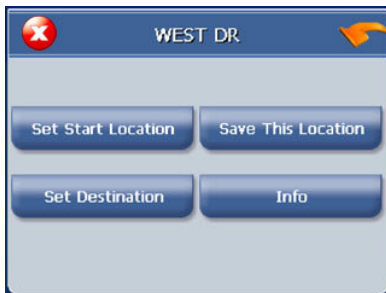 WEST DR
Set Start Location
Save This Location
Set Destination
Info